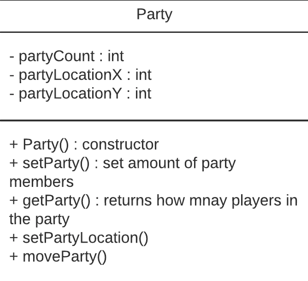 Party
- partyCount : int
- partyLocationX : int
- partyLocationY : int
+ Party() : constructor
+ setParty() : set amount of party
members
+ getParty() : returns how mnay players in
the party
+ setPartyLocation()
+ moveParty()